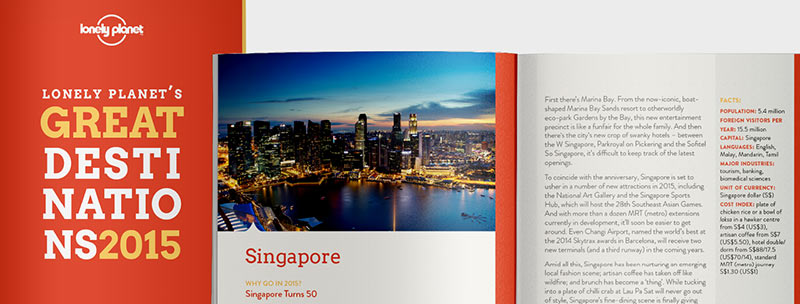 lonely planet
LONELY PLANET'S
GREAT
DESTI
NATIO
NS2015
Singapore
WHY GO IN 2015?
Singapore Turns 50
First there's Marina Bay. From the now-iconic, boat-
shaped Marina Bay Sands resort to otherworldly
eco-park Gardens by the Bay, this new entertainment
precinct is like a funfair for the whole family. And then
there's the city's new crop of swanky hotels – between
the W Singapore, Parkroyal on Pickering and the Sofitel
So Singapore, it's difficult to keep track of the latest
openings.
To coincide with the anniversary, Singapore is set to
usher in a number of new attractions in 2015, including
the National Art Gallery and the Singapore Sports
Hub, which will host the 28th Southeast Asian Games.
And with more than a dozen MRT (metro) extensions
currently in development, it'll soon be easier to get
around. Even Changi Airport, named the world's best at
the 2014 Skytrax awards in Barcelona, will receive two
new terminals (and a third runway) in the coming years.
Amid all this, Singapore has been nurturing an emerging
local fashion scene; artisan coffee has taken off like
wildfire; and brunch has become a 'thing'. While tucking
into a plate of chilli crab at Lau Pa Sat will never go out
of style, Singapore's fine-dining scene is finally giving
FACTS:
POPULATION: 5.4 million
FOREIGN VISITORS PER
YEAR: 15.5 million
CAPITAL: Singapore
LANGUAGES: English,
Malay, Mandarin, Tamil
MAJOR INDUSTRIES:
tourism, banking,
biomedical sciences
UNIT OF CURRENCY:
Singapore dollar (S$)
COST INDEX: plate of
chicken rice or a bowl of
laksa in a hawker centre
from S$4 (US$3),
artisan coffee from S$7
(US$5.50), hotel double/
dorm from S$88/17.5
(US$70/14), standard
MRT (metro) journey
S$1.30 (US$1)